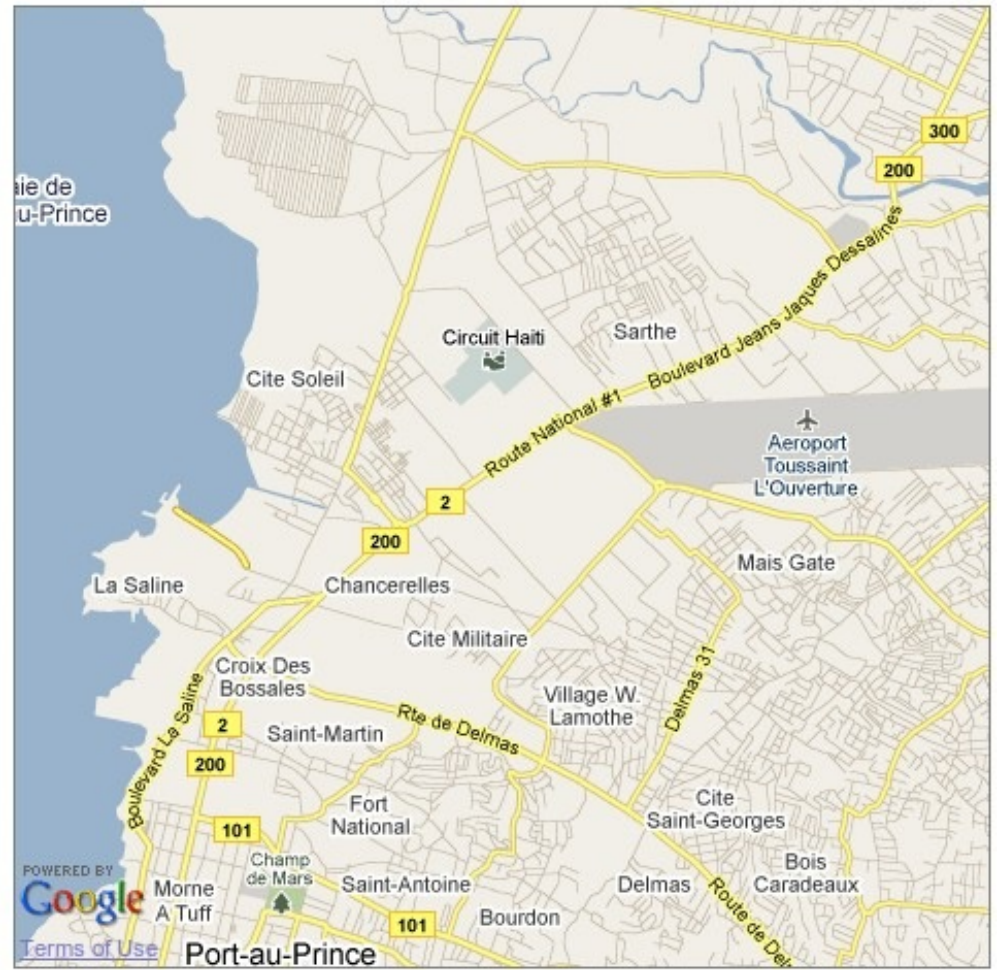 300
200
aie de
u-Prince
Boulevard Jeans Jaques Dessalines
Sarthe
Circuit Haiti
Cite Soleil
Route National #1
Aeroport
Toussaint
L'Ouverture
2
200
Mais Gate
La Saline
Chancerelles
Cite Militaire
Croix Des
Bossales
Delmas 31
Village W.
Lamothe
Boulevard La Saline
2
Rte de Delmas
Saint-Martin
200
Cite
Saint-Georges
Fort
National
101
Champ
de Mars
Bois
Caradeaux
POWERED BY
Google
Morne
A Tuff
Saint-Antoine
Delmas
Route de Del
101
Bourdon
Terms of Use
Port-au-Prince